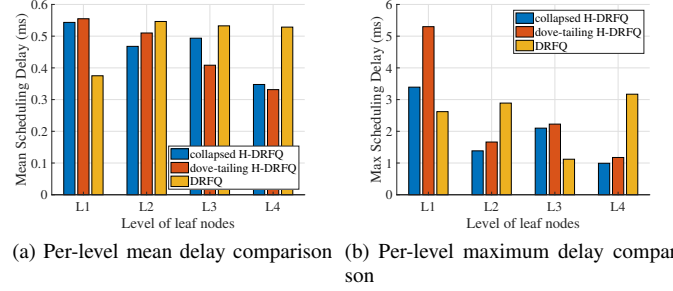 0.6
0.5
0.4
0.3
0.2
0.1
0
Mean Scheduling Delay (ms)
collapsed H-DRFQ
dove-tailing H-DRFQ
DRFQ
L1 L2 L3 L4
Level of leaf nodes
(a) Per-level mean delay comparison
6
5
4
3
2
1
0
Max Scheduling Delay (ms)
collapsed H-DRFQ
dove-tailing H-DRFQ
DRFQ
L1 L2 L3 L4
Level of leaf nodes
(b) Per-level maximum delay compari
son